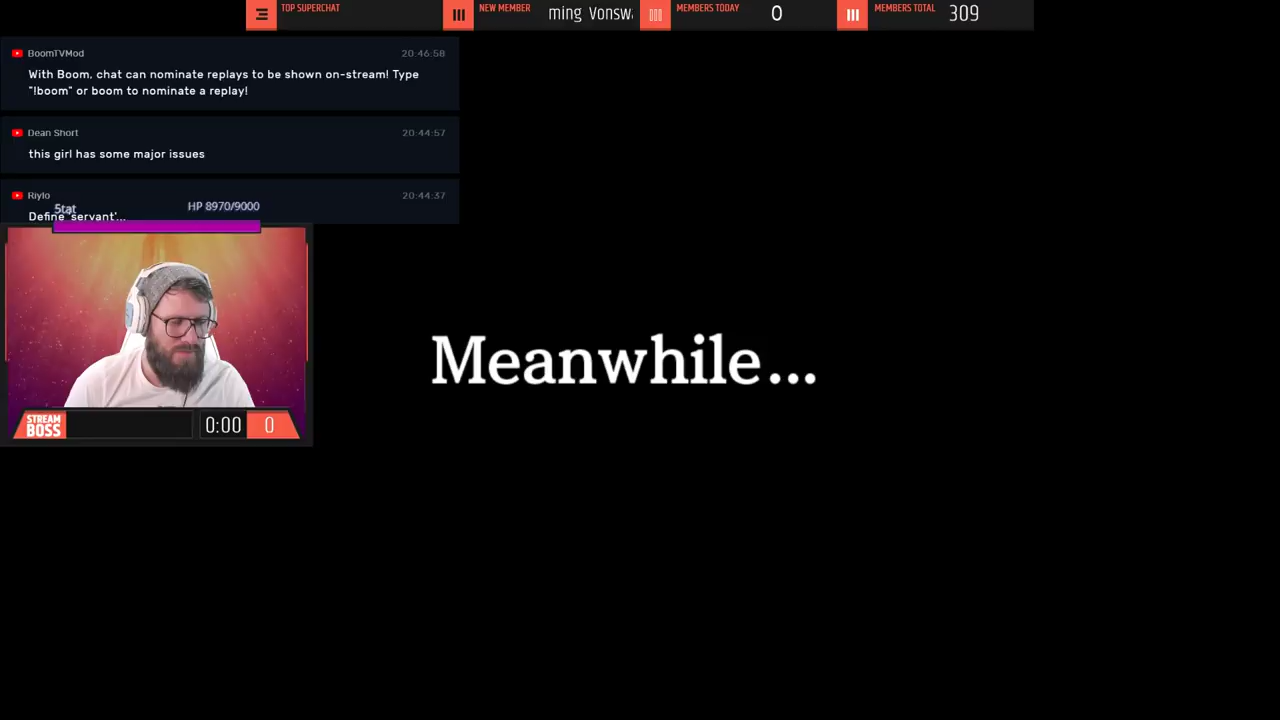 TOP SUPERCHAT
NEW MEMBER
ming Vonsw
MEMBERS TODAY
0
MEMBERS TOTAL
309
BoomTVMod
20:46:58
With Boom, chat can nominate replays to be shown on-stream! Type
"!boom" or boom to nominate a replay!
Dean Short
20:44:57
this girl has some major issues
Riylo
20:44:37
Define 'servant'...
5tat
HP 8970/9000
Meanwhile...
STREAM
BOSS
0:00
0